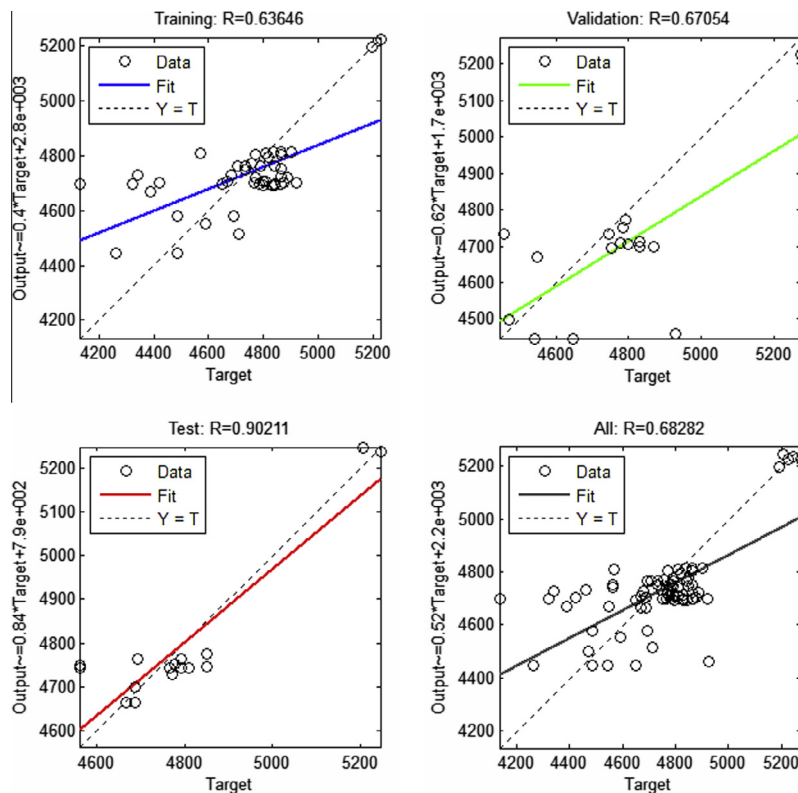 Training: R=0.63646
Output~=0.4*Target+2.8e+003
5200
5000
4800
4600
4400
4200
Data
Fit
Y = T
4200 4400 4600 4800 5000 5200
Target
Validation: R=0.67054
Output~=0.62*Target+1.7e+003
5200
5100
5000
4900
4800
4700
4600
4500
Data
Fit
Y = T
4600 4800 5000 5200
Target
Test: R=0.90211
Output~=0.84*Target+7.9e+002
5200
5100
5000
4900
4800
4700
4600
Data
Fit
Y = T
4600 4800 5000 5200
Target
All: R=0.68282
Output~=0.52*Target+2.2e+003
5200
5000
4800
4600
4400
4200
Data
Fit
Y = T
4200 4400 4600 4800 5000 5200
Target